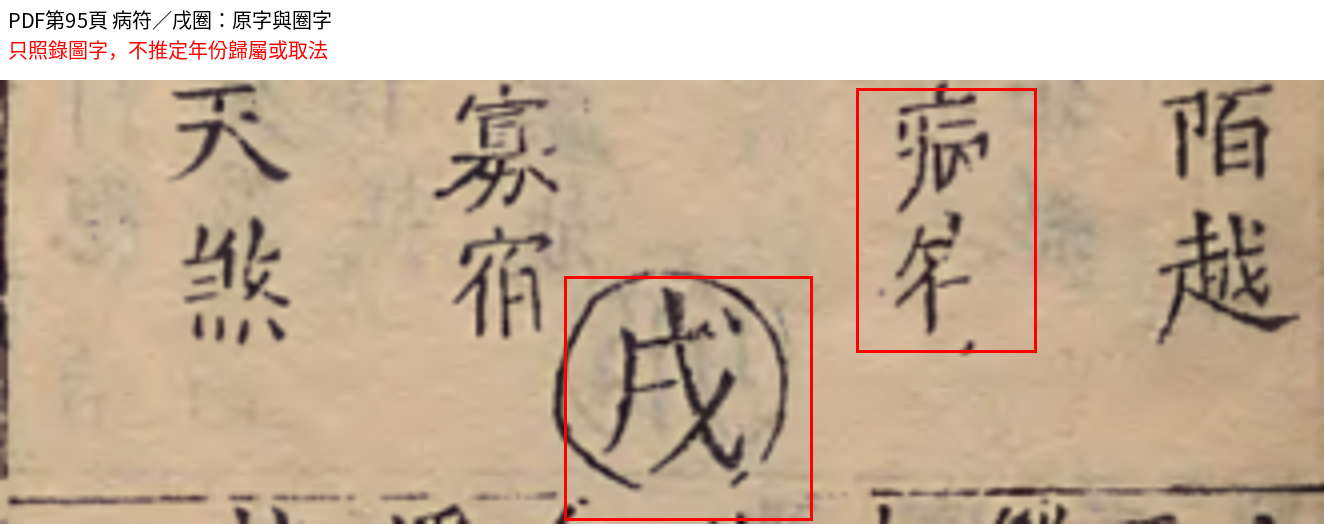 PDF第95頁 病符／戌圈：原字與圈字
只照錄圖字，不推定年份歸屬或取法
陌越
病符
戌
寡宿
天煞